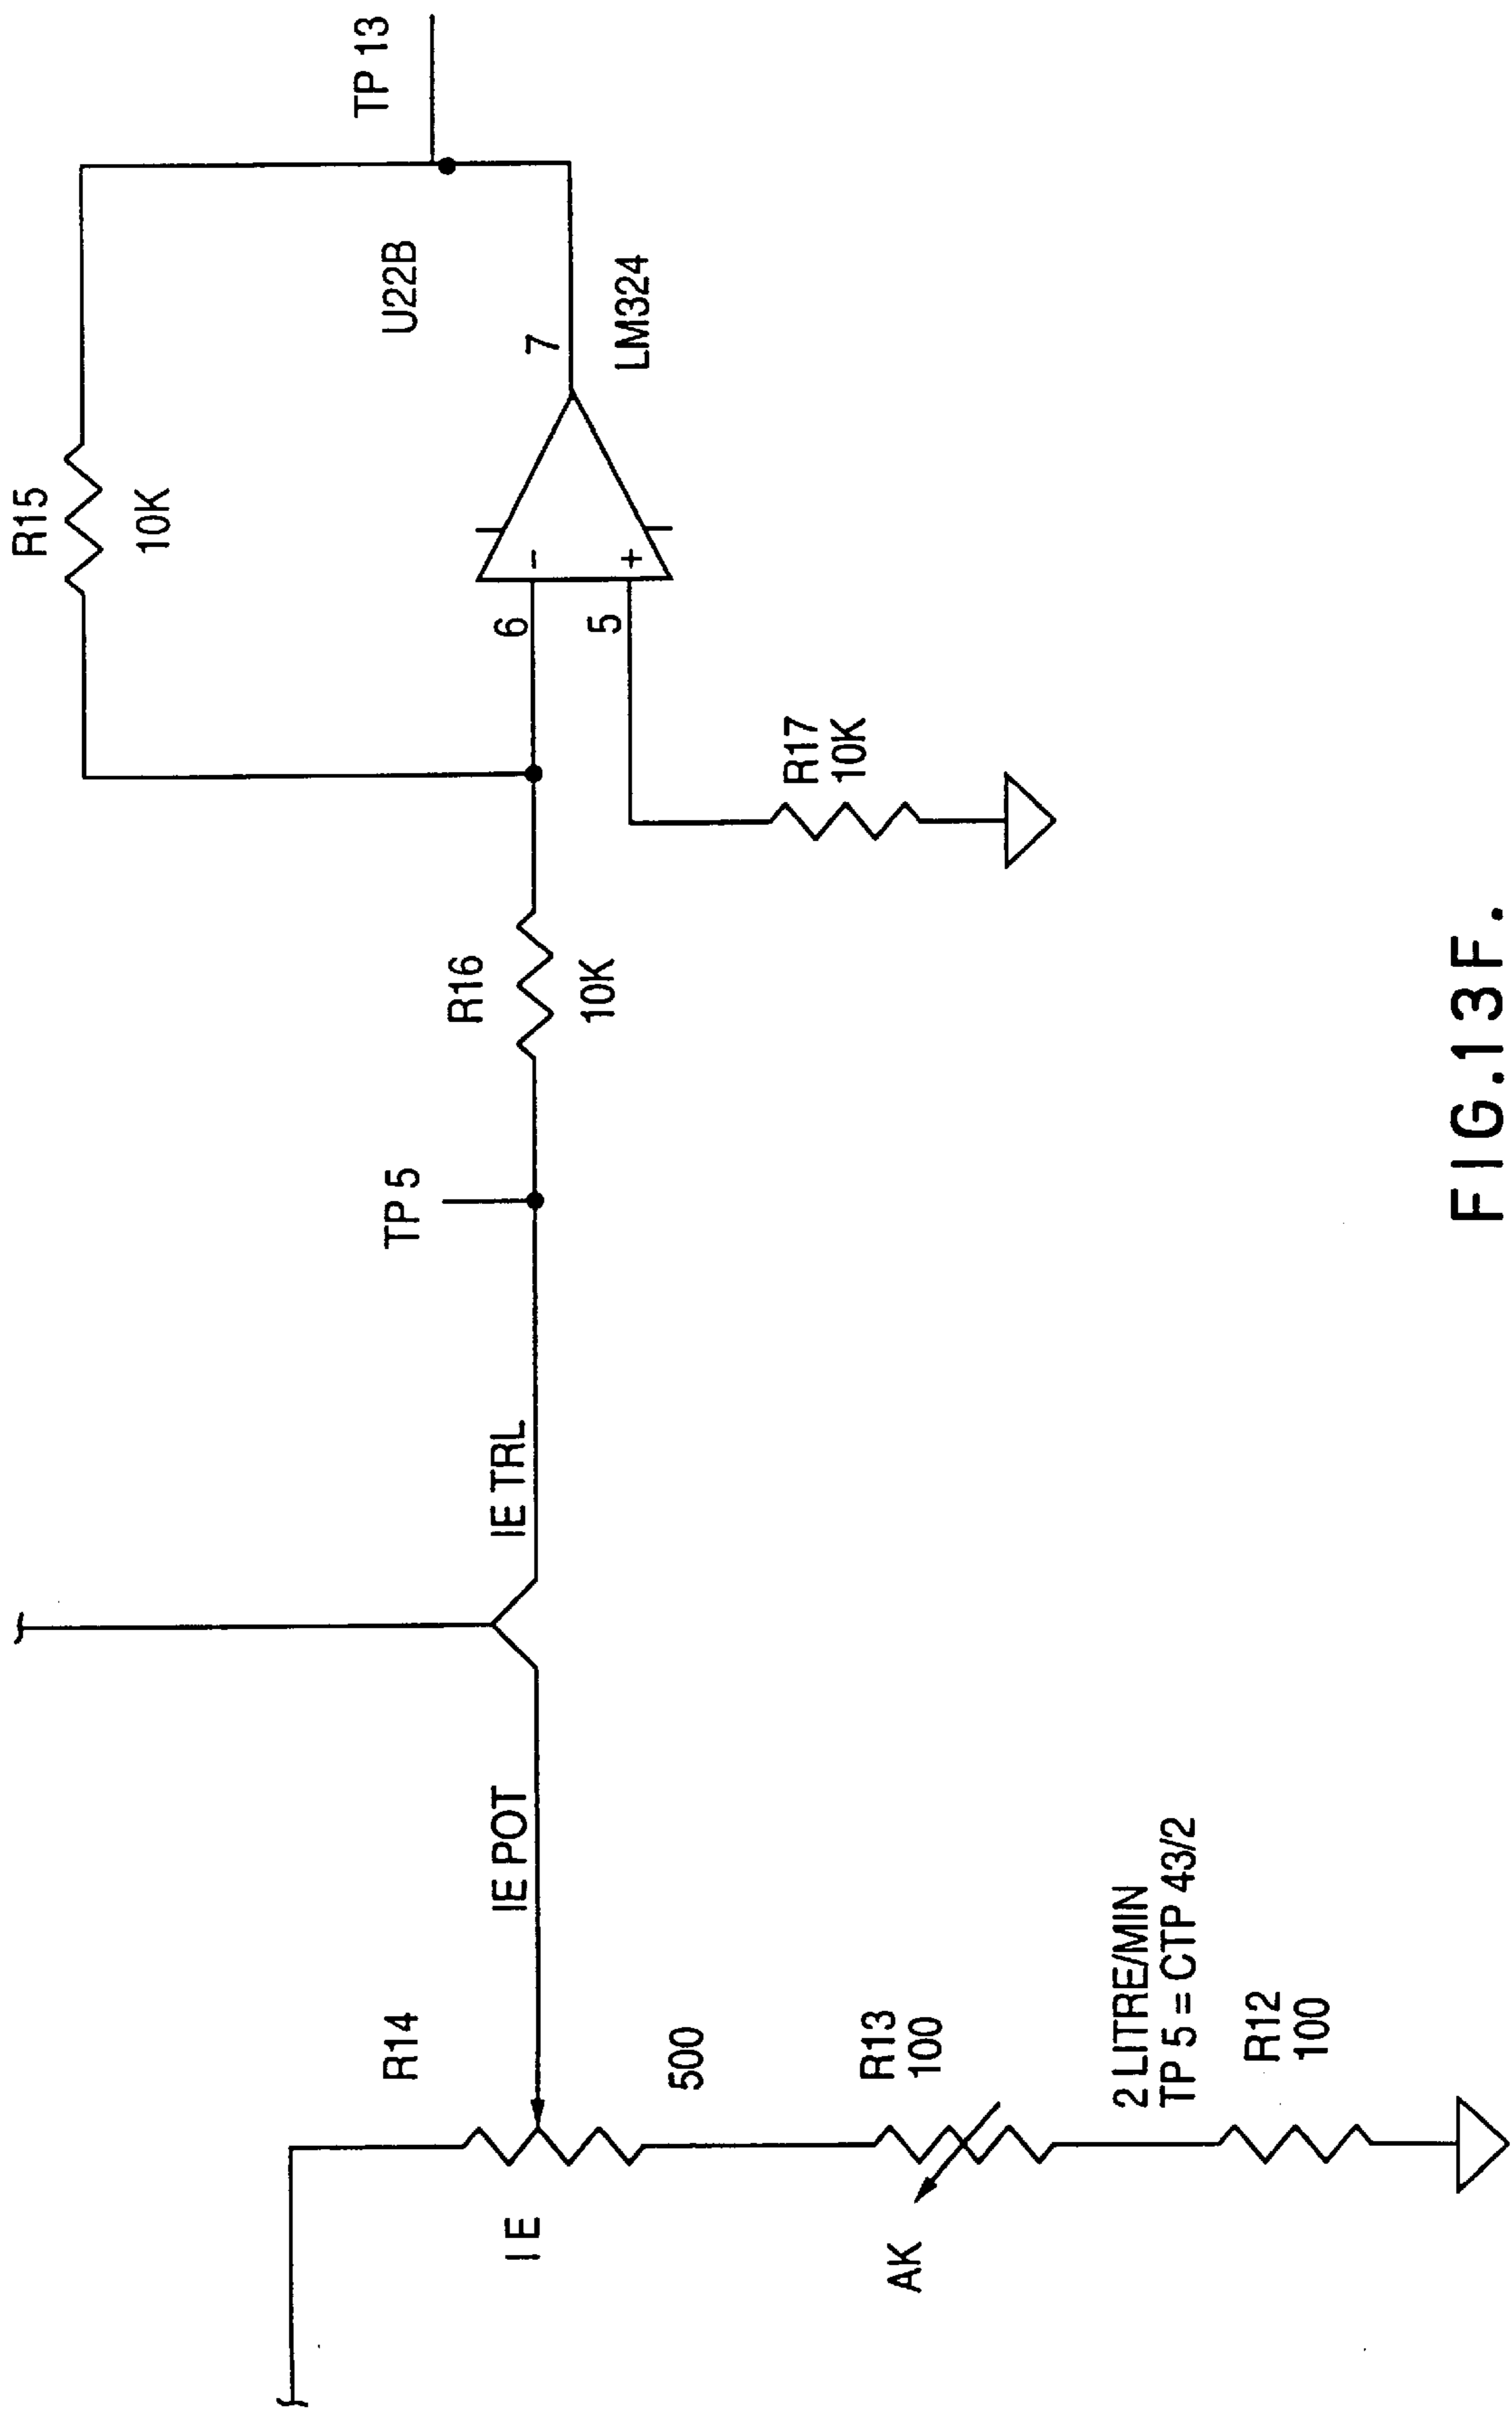 R15
10K
TP 13
U22B
7
LM324
6
-
5
+
R16
10K
R17
10K
TP 5
IE TRL
IE POT
R14
IE
500
R13
100
AK
2 LITRE/MIN
TP 5 = CTP 43/2
R12
100
FIG.13F.